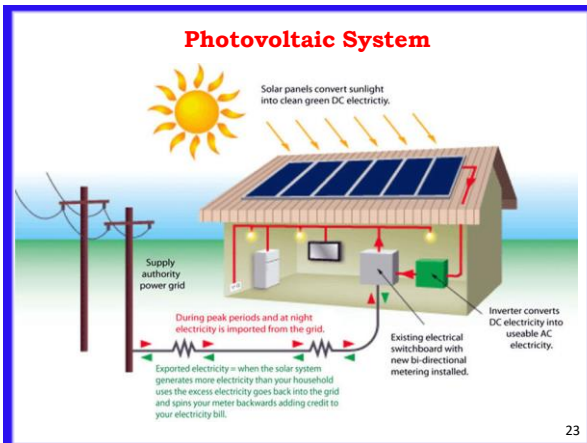 Photovoltaic System
Solar panels convert sunlight
into clean green DC electrictiy.
Supply
authority
power grid
During peak periods and at night
electricity is imported from the grid.
Exported electricity = when the solar system
generates more electricity than your household
uses the excess electricity goes back into the grid
and spins your meter backwards adding credit to
your electricity bill.
Existing electrical
switchboard with
new bi-directional
metering installed.
Inverter converts
DC electricity into
useable AC
electricity.
23